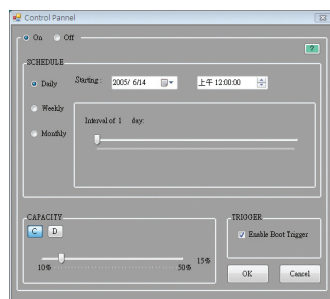 Control Pannel
On Off
?
SCHEDULE
Daily Starting : 2005/ 6/14 上午 12:00:00
Weekly
Interval of 1 day:
Monthly
CAPACITY
C D
15%
10% 50%
TRIGGER
Enable Boot Trigger
OK Cancel